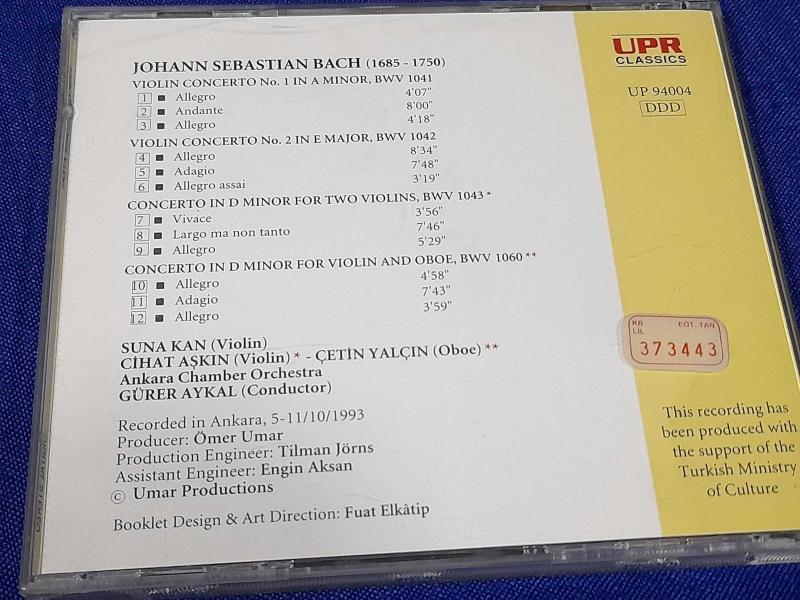 JOHANN SEBASTIAN BACH (1685 - 1750)
VIOLIN CONCERTO No. 1 IN A MINOR, BWV 1041
1 ■ Allegro 4'07"
2 ■ Andante 8'00"
3 ■ Allegro 4'18"
VIOLIN CONCERTO No. 2 IN E MAJOR, BWV 1042
4 ■ Allegro 8'34"
5 ■ Adagio 7'48"
6 ■ Allegro assai 3'19"
CONCERTO IN D MINOR FOR TWO VIOLINS, BWV 1043 *
7 ■ Vivace 3'56"
8 ■ Largo ma non tanto 7'46"
9 ■ Allegro 5'29"
CONCERTO IN D MINOR FOR VIOLIN AND OBOE, BWV 1060 **
10 ■ Allegro 4'58"
11 ■ Adagio 7'43"
12 ■ Allegro 3'59"
SUNA KAN (Violin)
CİHAT AŞKIN (Violin) * - ÇETİN YALÇIN (Oboe) **
Ankara Chamber Orchestra
GÜRER AYKAL (Conductor)
Recorded in Ankara, 5-11/10/1993
Producer: Ömer Umar
Production Engineer: Tilman Jörns
Assistant Engineer: Engin Aksan
© Umar Productions
Booklet Design & Art Direction: Fuat Elkâtip
UPR
CLASSICS
UP 94004
DDD
KB EĞT. TAN
LİL
373443
This recording has
been produced with
the support of the
Turkish Ministry
of Culture